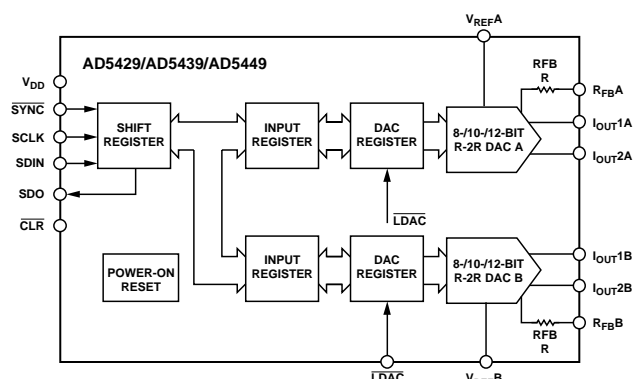 VREFA
AD5429/AD5439/AD5449
RFB
R
VDD
RFBA
SYNC
SCLK
SDIN
SDO
CLR
SHIFT
REGISTER
INPUT
REGISTER
DAC
REGISTER
8-/10-/12-BIT
R-2R DAC A
IOUT1A
IOUT2A
LDAC
POWER-ON
RESET
INPUT
REGISTER
DAC
REGISTER
8-/10-/12-BIT
R-2R DAC B
IOUT1B
IOUT2B
RFB
R
RFBB
LDAC